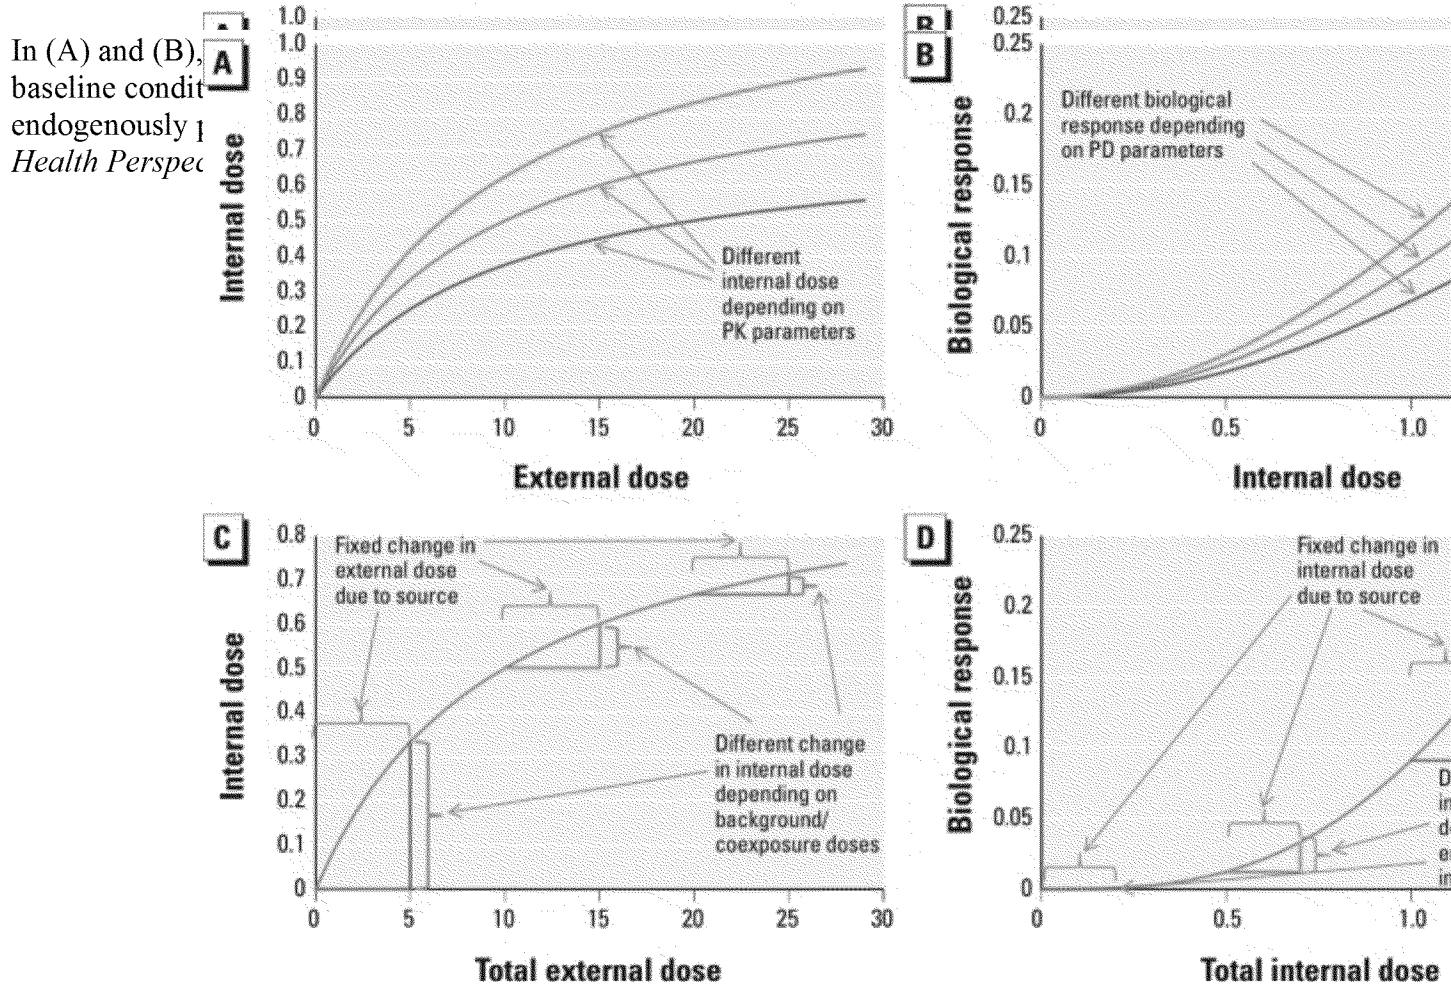 In (A) and (B),
baseline condit
endogenously p
Health Perspec
A
1.0
1.0
0.9
0.8
0.7
0.6
0.5
0.4
0.3
0.2
0.1
0
Internal dose
Different
internal dose
depending on
PK parameters
0 5 10 15 20 25 30
External dose
B
0.25
B
0.25
0.2
0.15
0.1
0.05
0
Biological response
Different biological
response depending
on PD parameters
0 0.5 1.0
Internal dose
C
0.8
0.7
0.6
0.5
0.4
0.3
0.2
0.1
0
Internal dose
Fixed change in
external dose
due to source
Different change
in internal dose
depending on
background/
coexposure doses
0 5 10 15 20 25 30
Total external dose
D
0.25
0.2
0.15
0.1
0.05
0
Biological response
Fixed change in
internal dose
due to source
D
in
d
e
in
0 0.5 1.0
Total internal dose